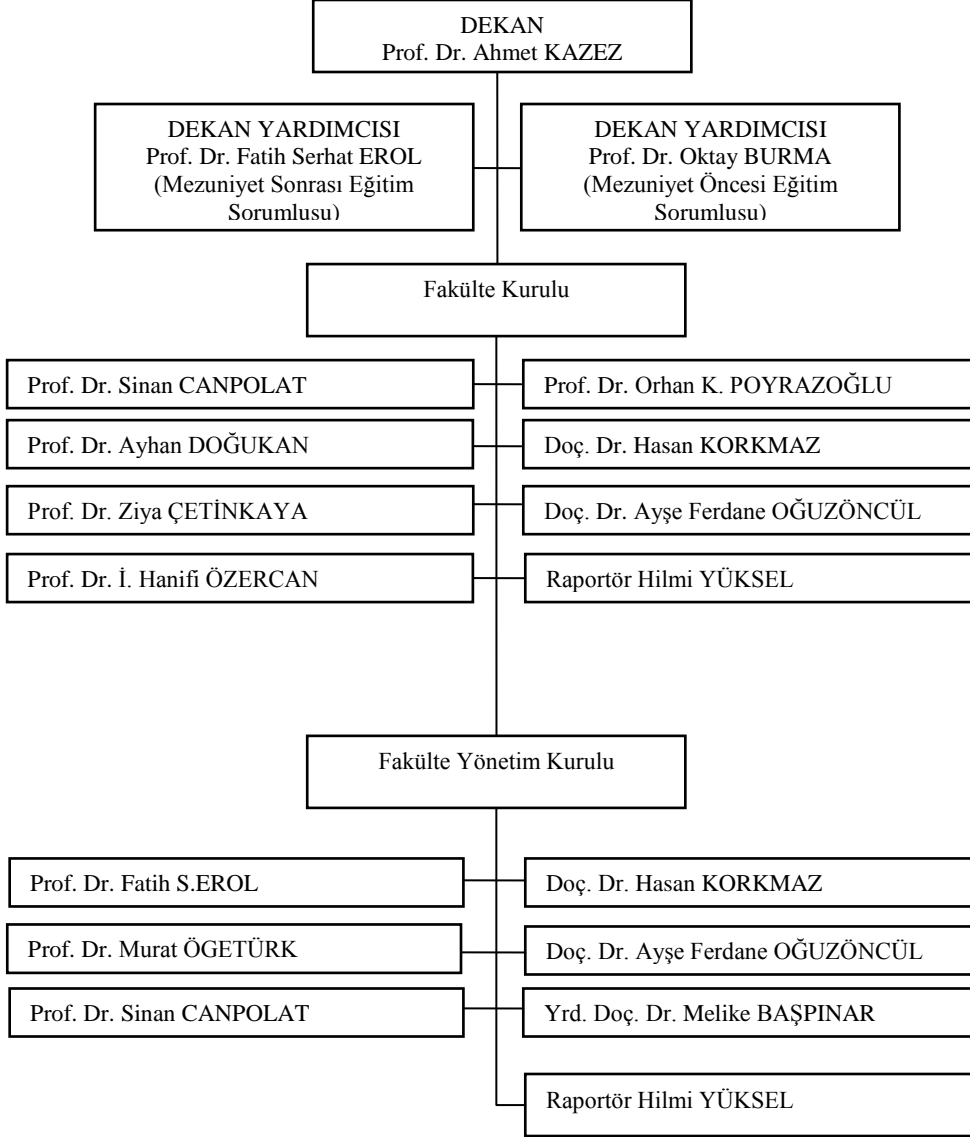 DEKAN
Prof. Dr. Ahmet KAZEZ
DEKAN YARDIMCISI
Prof. Dr. Fatih Serhat EROL
(Mezuniyet Sonrası Eğitim
Sorumlusu)
DEKAN YARDIMCISI
Prof. Dr. Oktay BURMA
(Mezuniyet Öncesi Eğitim
Sorumlusu)
Fakülte Kurulu
Prof. Dr. Sinan CANPOLAT
Prof. Dr. Orhan K. POYRAZOĞLU
Prof. Dr. Ayhan DOĞUKAN
Doç. Dr. Hasan KORKMAZ
Prof. Dr. Ziya ÇETİNKAYA
Doç. Dr. Ayşe Ferdane OĞUZÖNCÜL
Prof. Dr. İ. Hanifi ÖZERCAN
Raportör Hilmi YÜKSEL
Fakülte Yönetim Kurulu
Prof. Dr. Fatih S.EROL
Doç. Dr. Hasan KORKMAZ
Prof. Dr. Murat ÖGETÜRK
Doç. Dr. Ayşe Ferdane OĞUZÖNCÜL
Prof. Dr. Sinan CANPOLAT
Yrd. Doç. Dr. Melike BAŞPINAR
Raportör Hilmi YÜKSEL